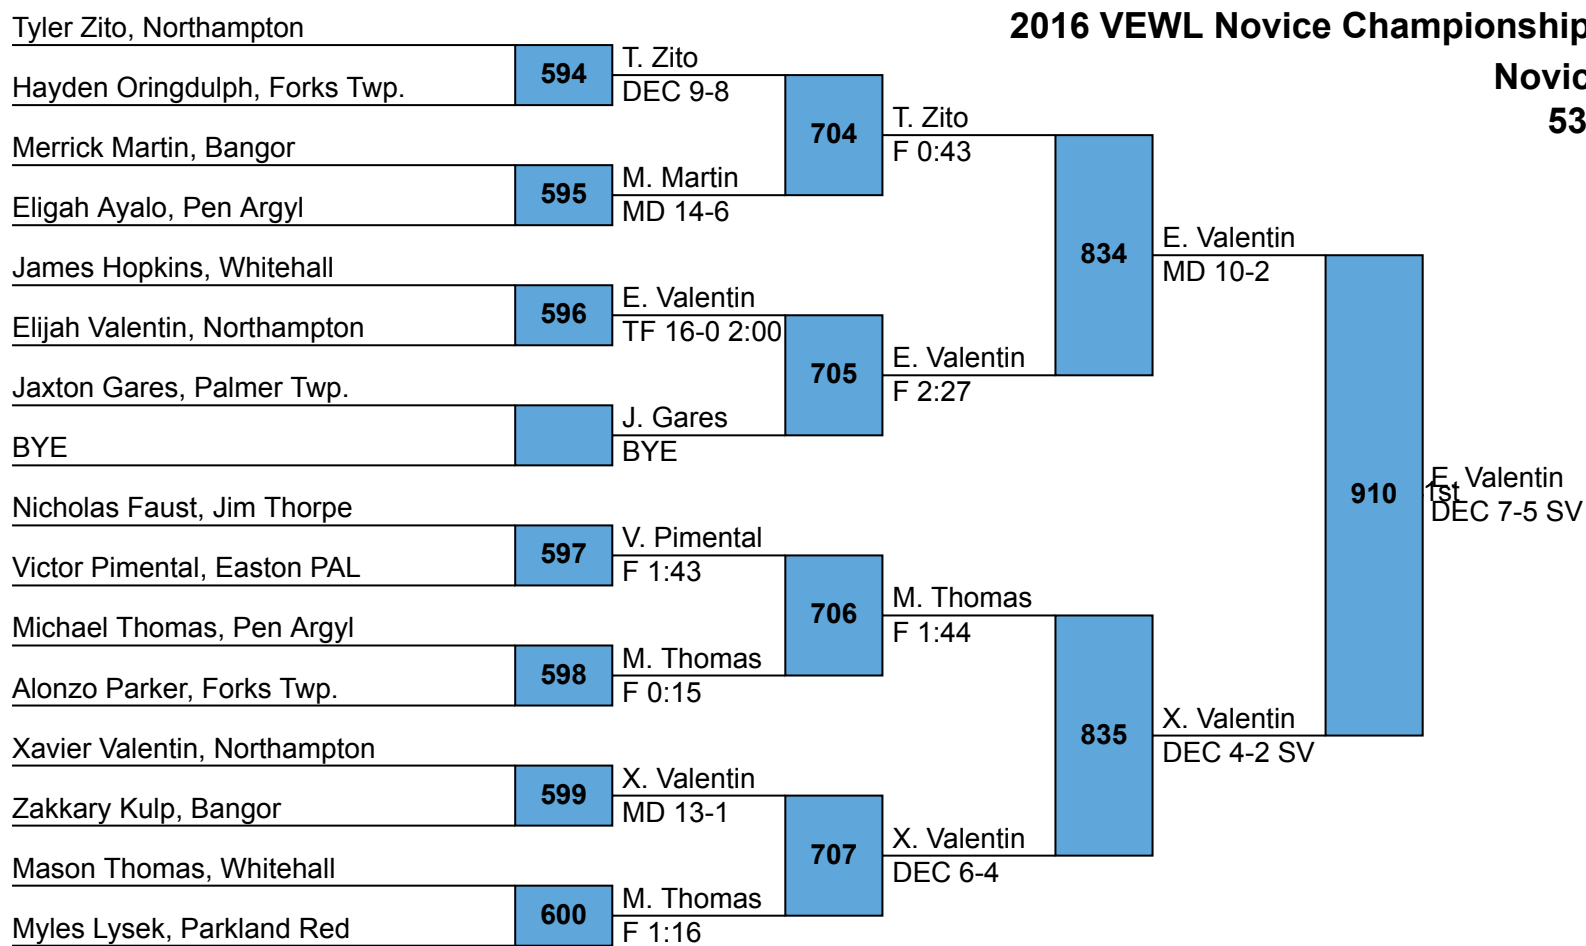 2016 VEWL Novice Championship
Novic
53
Tyler Zito, Northampton
594
T. Zito
DEC 9-8
Hayden Oringdulph, Forks Twp.
704
T. Zito
F 0:43
Merrick Martin, Bangor
595
M. Martin
MD 14-6
Eligah Ayalo, Pen Argyl
834
E. Valentin
MD 10-2
James Hopkins, Whitehall
596
E. Valentin
TF 16-0 2:00
Elijah Valentin, Northampton
705
E. Valentin
F 2:27
Jaxton Gares, Palmer Twp.
J. Gares
BYE
BYE
910
E. Valentin
1st
DEC 7-5 SV
Nicholas Faust, Jim Thorpe
597
V. Pimental
F 1:43
Victor Pimental, Easton PAL
706
M. Thomas
F 1:44
Michael Thomas, Pen Argyl
598
M. Thomas
F 0:15
Alonzo Parker, Forks Twp.
835
X. Valentin
DEC 4-2 SV
Xavier Valentin, Northampton
599
X. Valentin
MD 13-1
Zakkary Kulp, Bangor
707
X. Valentin
DEC 6-4
Mason Thomas, Whitehall
600
M. Thomas
F 1:16
Myles Lysek, Parkland Red